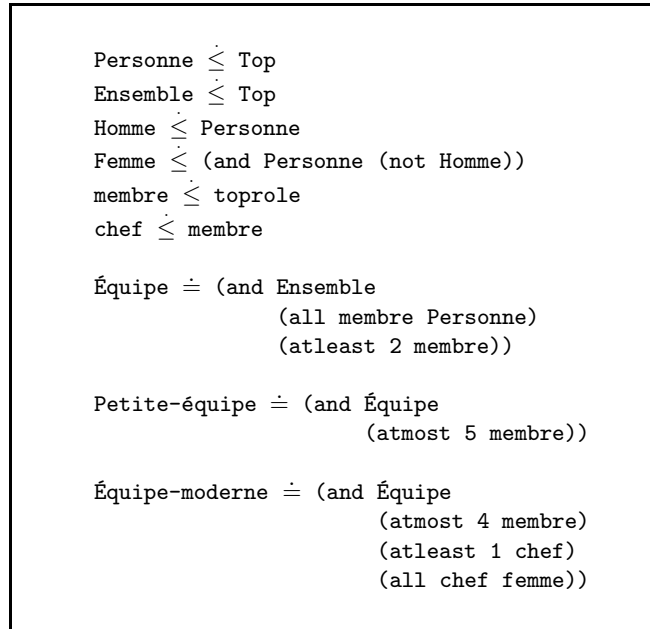 Personne ≤̇ Top
Ensemble ≤̇ Top
Homme ≤̇ Personne
Femme ≤̇ (and Personne (not Homme))
membre ≤̇ toprole
chef ≤̇ membre
Équipe ≐ (and Ensemble
(all membre Personne)
(atleast 2 membre))
Petite-équipe ≐ (and Équipe
(atmost 5 membre))
Équipe-moderne ≐ (and Équipe
(atmost 4 membre)
(atleast 1 chef)
(all chef femme))